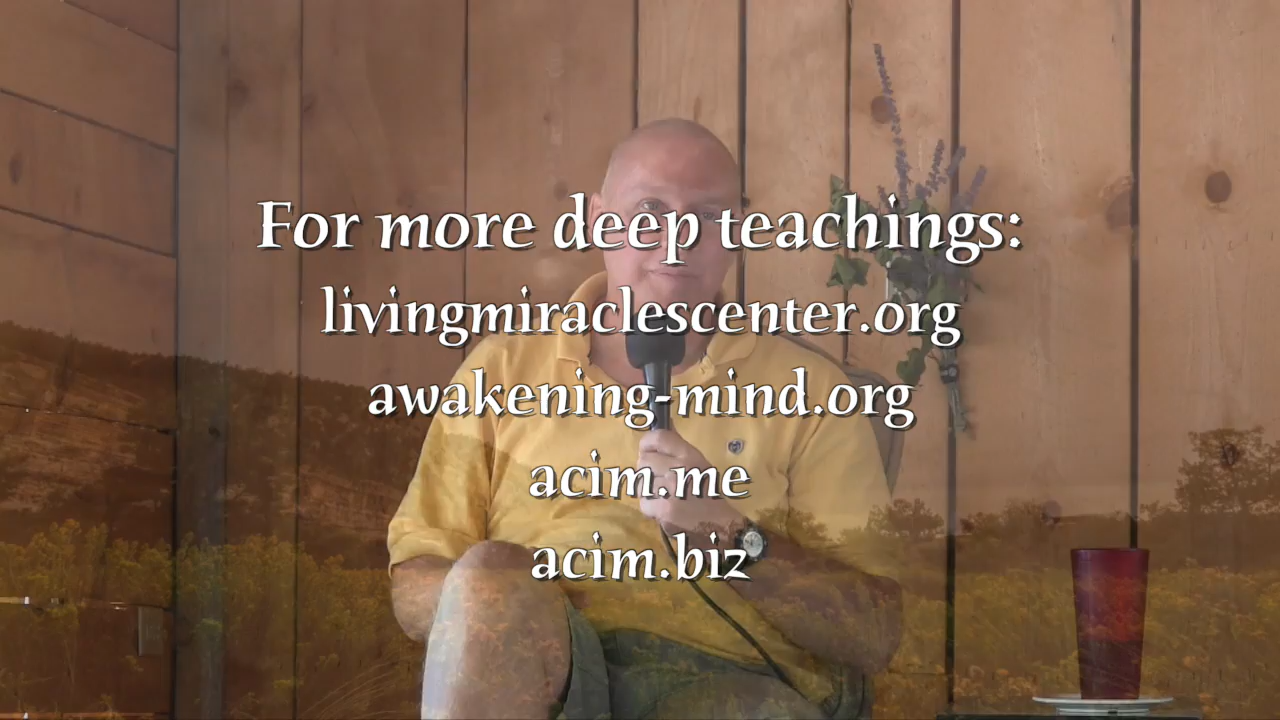 For more deep teachings:
livingmiraclescenter.org
awakening-mind.org
acim.me
acim.biz